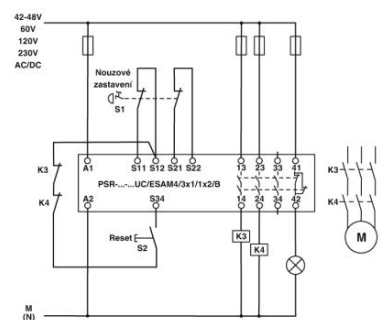 42-48V
60V
120V
230V
AC/DC
Nouzové
zastavení
S1
A1 S11 S12 S21 S22 13 23 33 41
K3
PSR-...-...UC/ESAM4/3x1/1x2/B
K3
K4
A2 S34 14 24 34 42
K4
Reset
S2
K3
K4
M
M
(N)